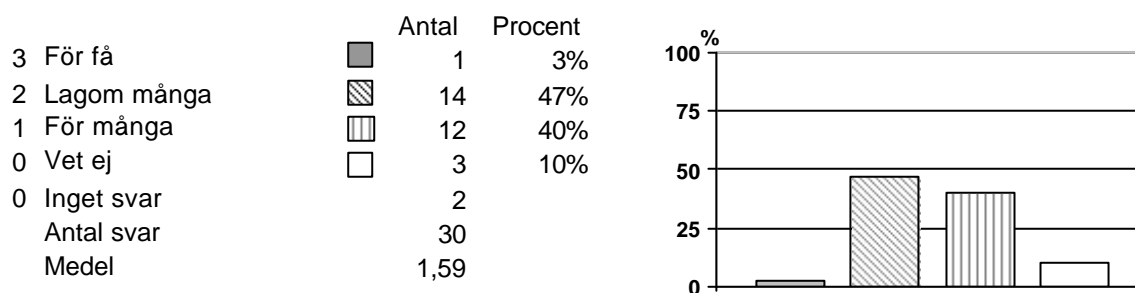 Antal Procent
3 För få 1 3%
2 Lagom många 14 47%
1 För många 12 40%
0 Vet ej 3 10%
0 Inget svar 2
Antal svar 30
Medel 1,59
%
100
75
50
25
0